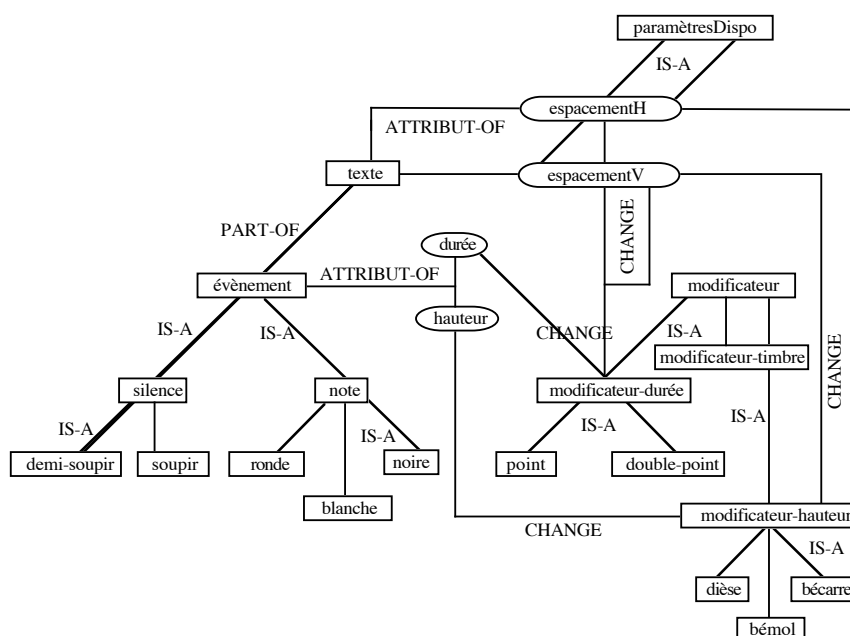 paramètresDispo
IS-A
espacementH
ATTRIBUT-OF
texte
espacementV
CHANGE
PART-OF
durée
ATTRIBUT-OF
évènement
modificateur
hauteur
IS-A
IS-A
CHANGE
IS-A
modificateur-timbre
CHANGE
silence
note
modificateur-durée
IS-A
IS-A
IS-A
IS-A
demi-soupir
soupir
ronde
noire
point
double-point
blanche
modificateur-hauteur
CHANGE
IS-A
dièse
bécarre
bémol